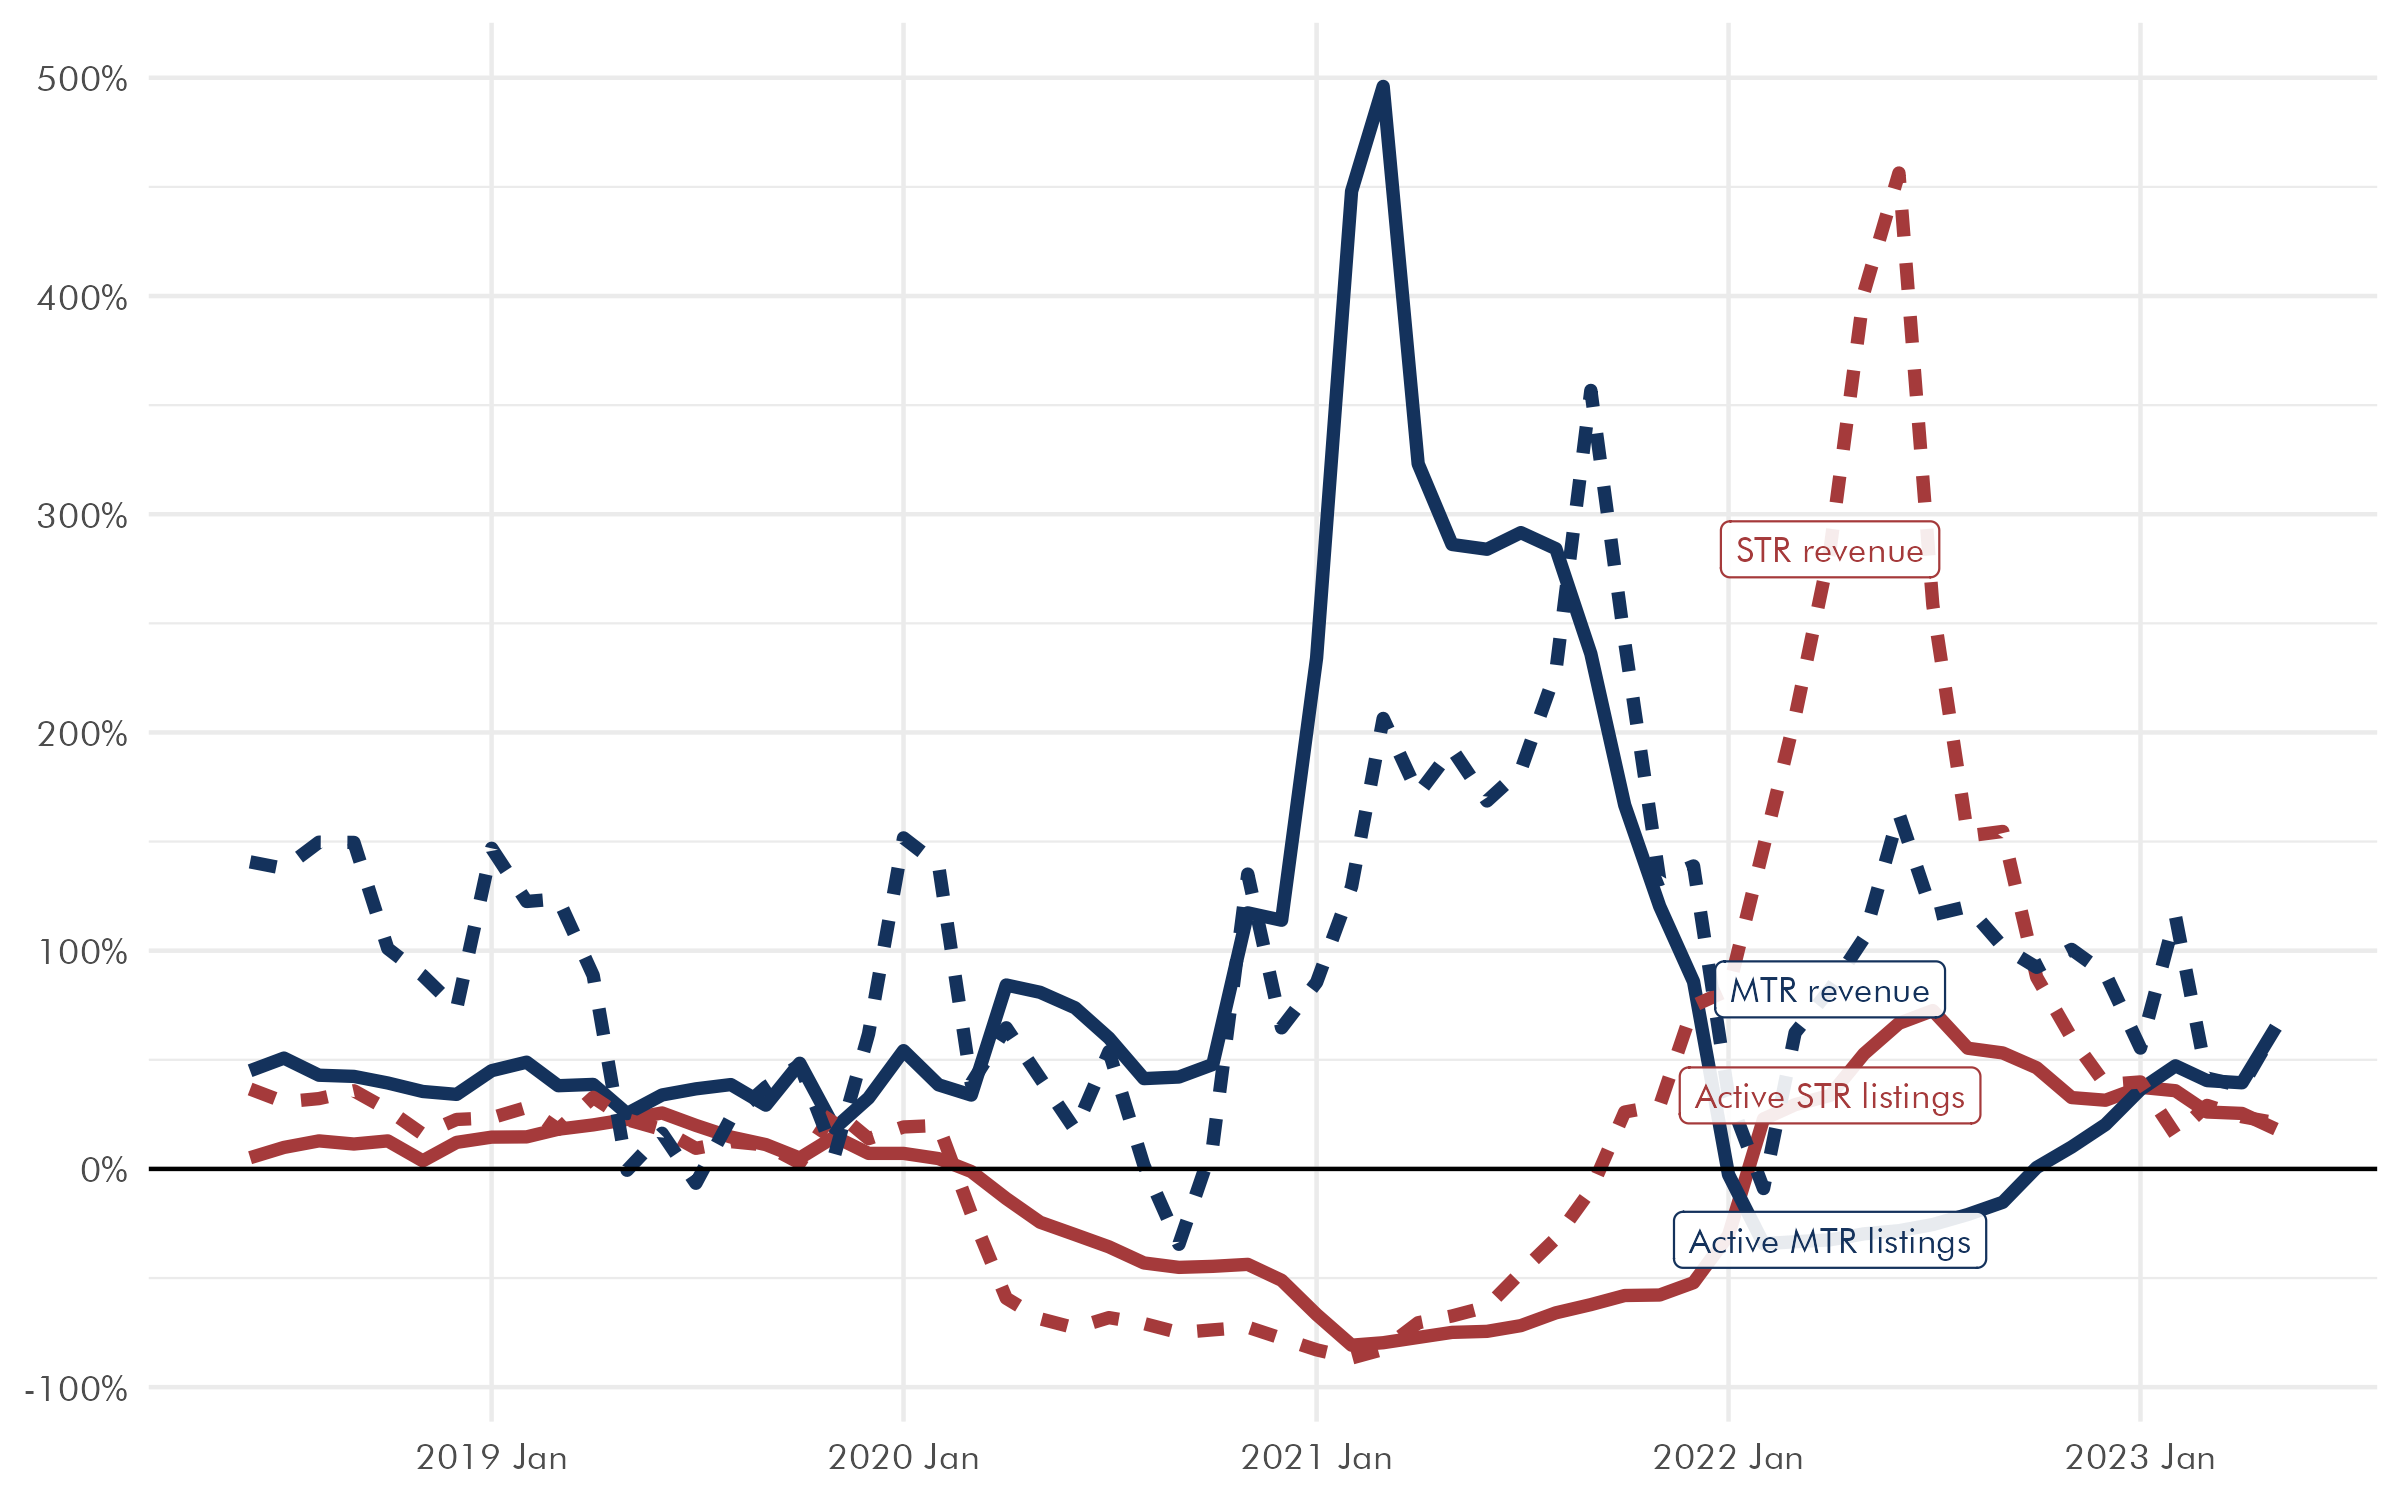 500%
400%
300%
200%
100%
0%
-100%
STR revenue
MTR revenue
Active STR listings
Active MTR listings
2019 Jan
2020 Jan
2021 Jan
2022 Jan
2023 Jan